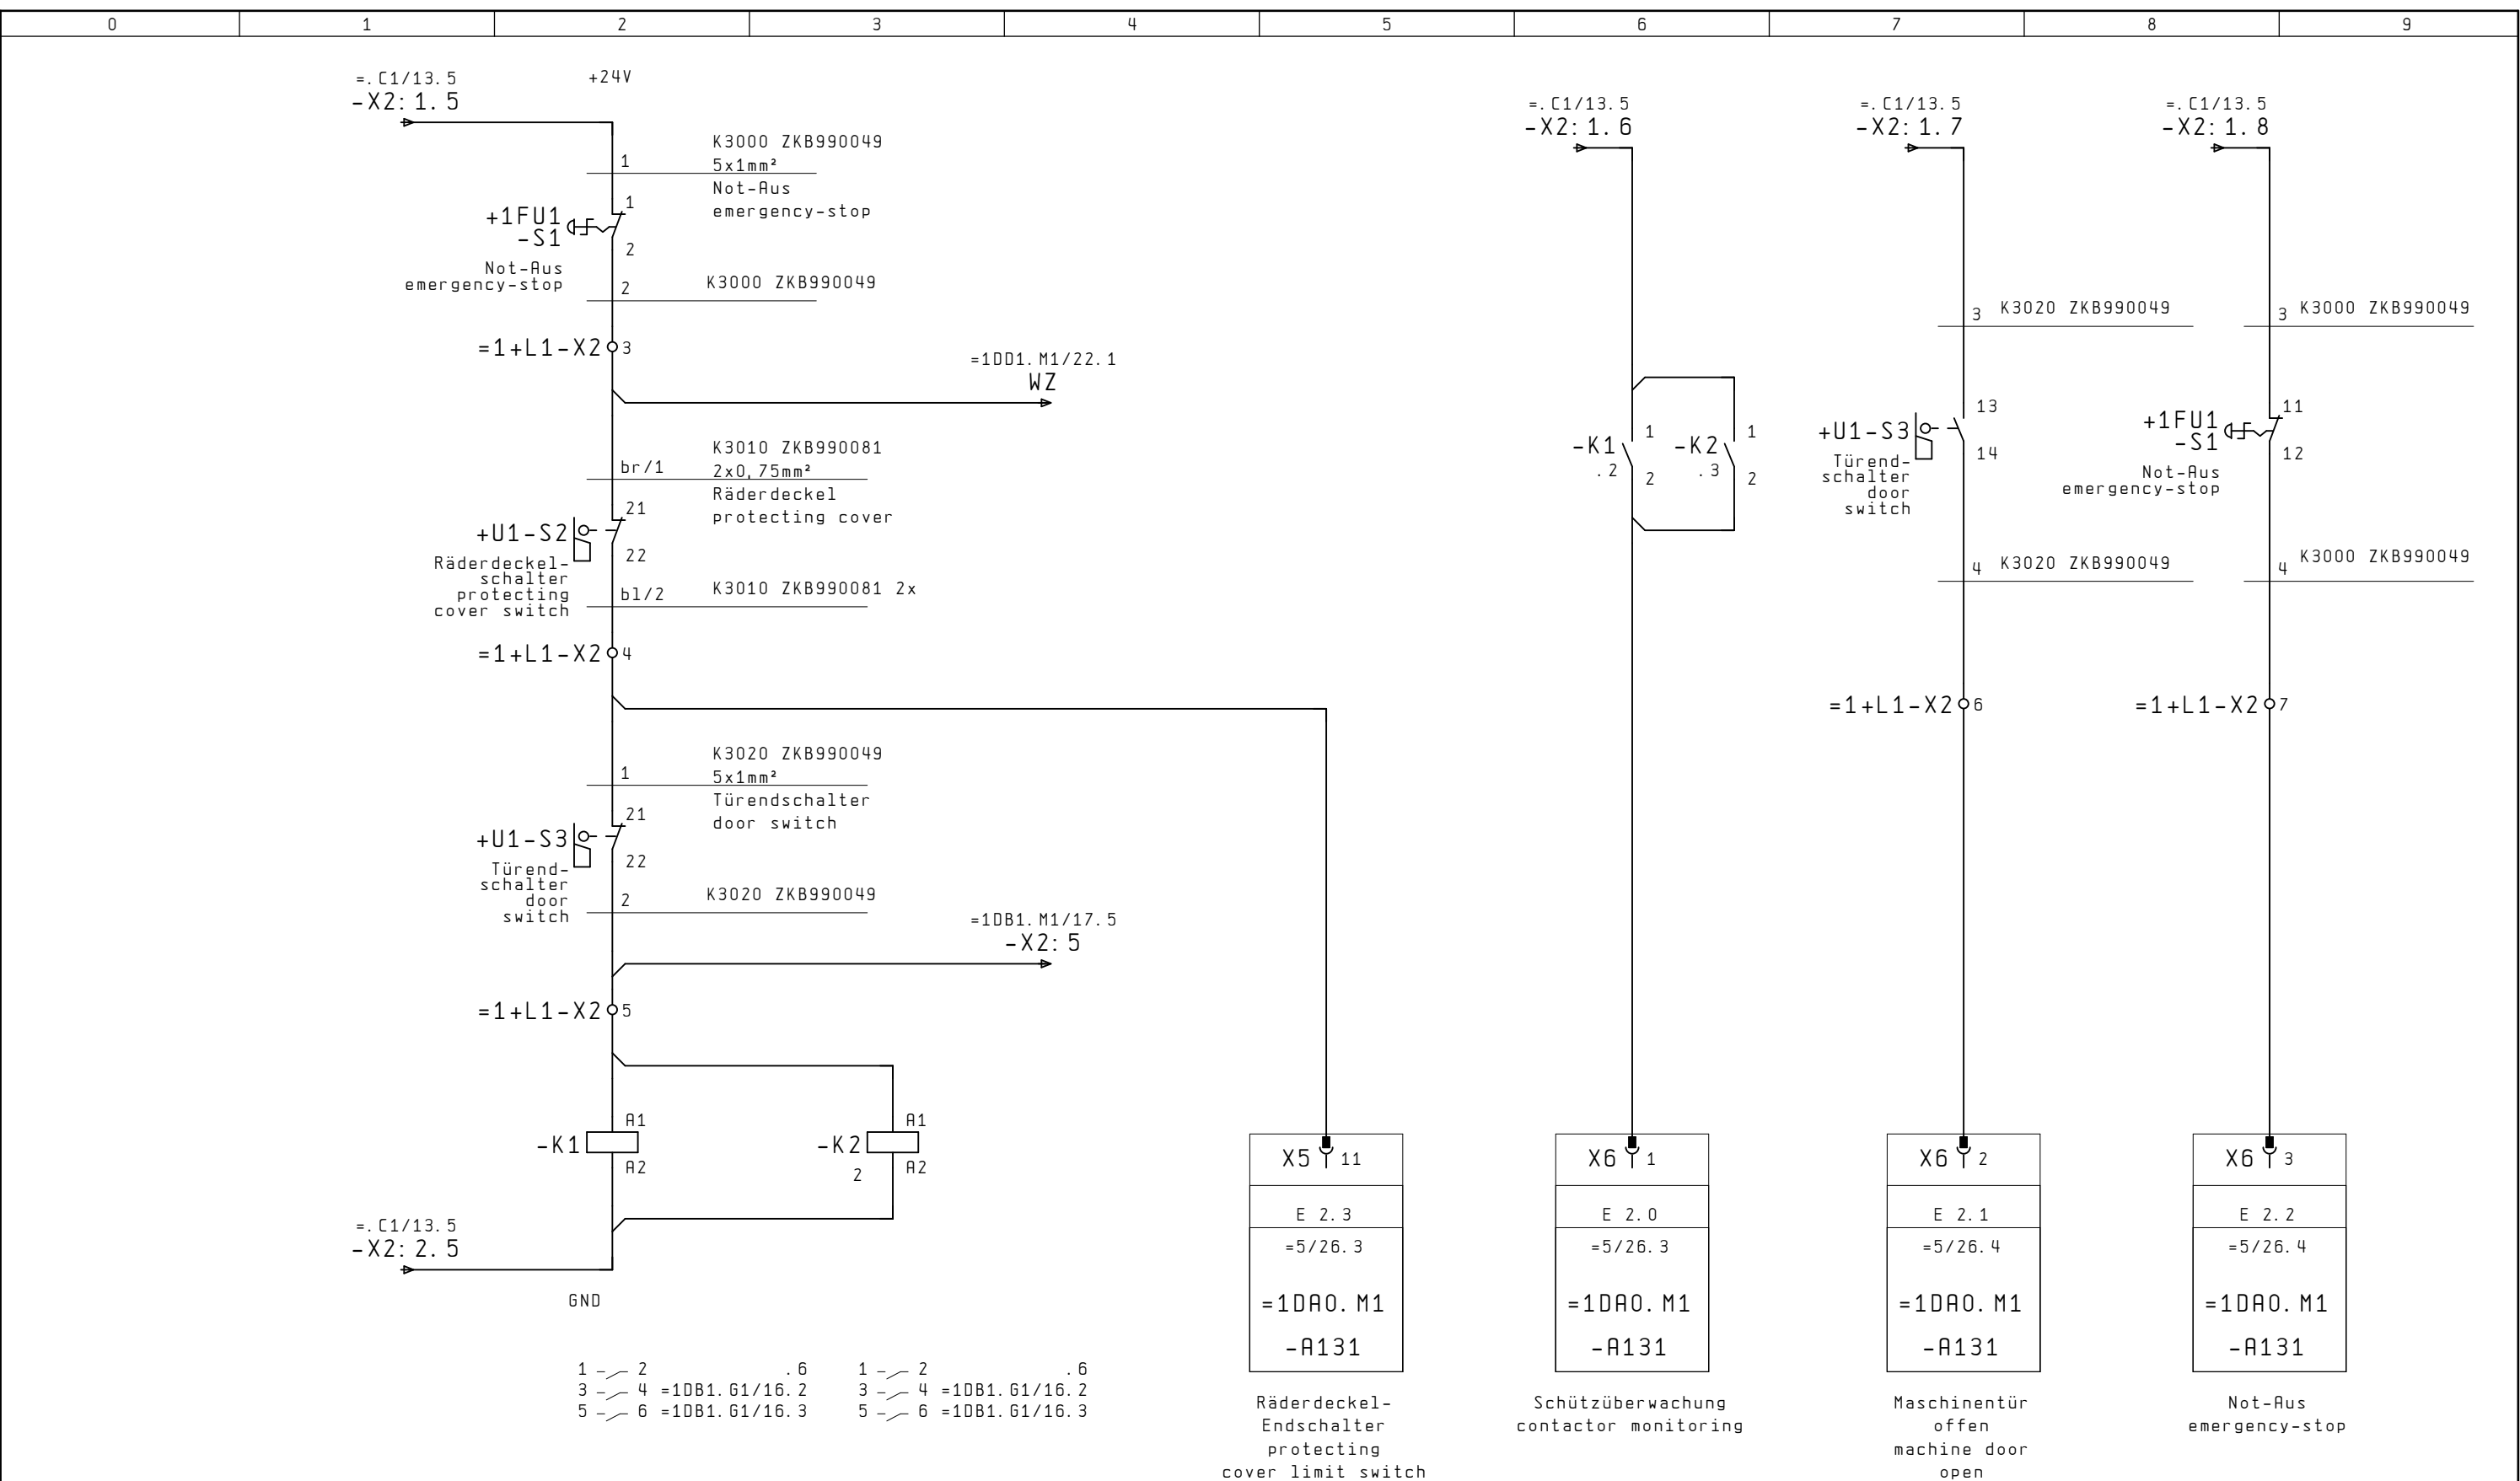 0 1 2 3 4 5 6 7 8 9
=.C1/13.5
-X2:1.5
+24V
1
K3000 ZKB990049
5x1mm²
Not-Aus
emergency-stop
+1FU1
-S1
1
2
Not-Aus
emergency-stop
2
K3000 ZKB990049
=1+L1-X2 3
=1DD1.M1/22.1
WZ
br/1
K3010 ZKB990081
2x0,75mm²
Räderdeckel
protecting cover
+U1-S2
21
22
Räderdeckel-
schalter
protecting
cover switch
bl/2
K3010 ZKB990081 2x
=1+L1-X2 4
1
K3020 ZKB990049
5x1mm²
Türendschalter
door switch
+U1-S3
21
22
Türend-
schalter
door
switch
2
K3020 ZKB990049
=1DB1.M1/17.5
-X2:5
=1+L1-X2 5
-K1
A1
A2
-K2
2
A1
A2
=.C1/13.5
-X2:2.5
GND
1 2 .6
3 4 =1DB1.G1/16.2
5 6 =1DB1.G1/16.3
1 2 .6
3 4 =1DB1.G1/16.2
5 6 =1DB1.G1/16.3
X5 11
E 2.3
=5/26.3
=1DA0.M1
-A131
Räderdeckel-
Endschalter
protecting
cover limit switch
=.C1/13.5
-X2:1.6
-K1
.2
1
2
-K2
.3
1
2
X6 1
E 2.0
=5/26.3
=1DA0.M1
-A131
Schützüberwachung
contactor monitoring
=.C1/13.5
-X2:1.7
3 K3020 ZKB990049
+U1-S3
13
14
Türend-
schalter
door
switch
4 K3020 ZKB990049
=1+L1-X2 6
X6 2
E 2.1
=5/26.4
=1DA0.M1
-A131
Maschinentür
offen
machine door
open
=.C1/13.5
-X2:1.8
3 K3000 ZKB990049
+1FU1
-S1
11
12
Not-Aus
emergency-stop
4 K3000 ZKB990049
=1+L1-X2 7
X6 3
E 2.2
=5/26.4
=1DA0.M1
-A131
Not-Aus
emergency-stop